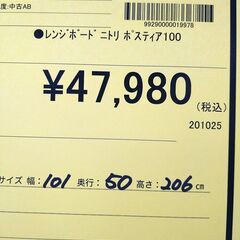 度:中古AB
99290000019978
●レンジボード ニトリ ポスティア100
¥47,980
(税込)
201025
サイズ 幅: 101 奥行: 50 高さ: 206 cm